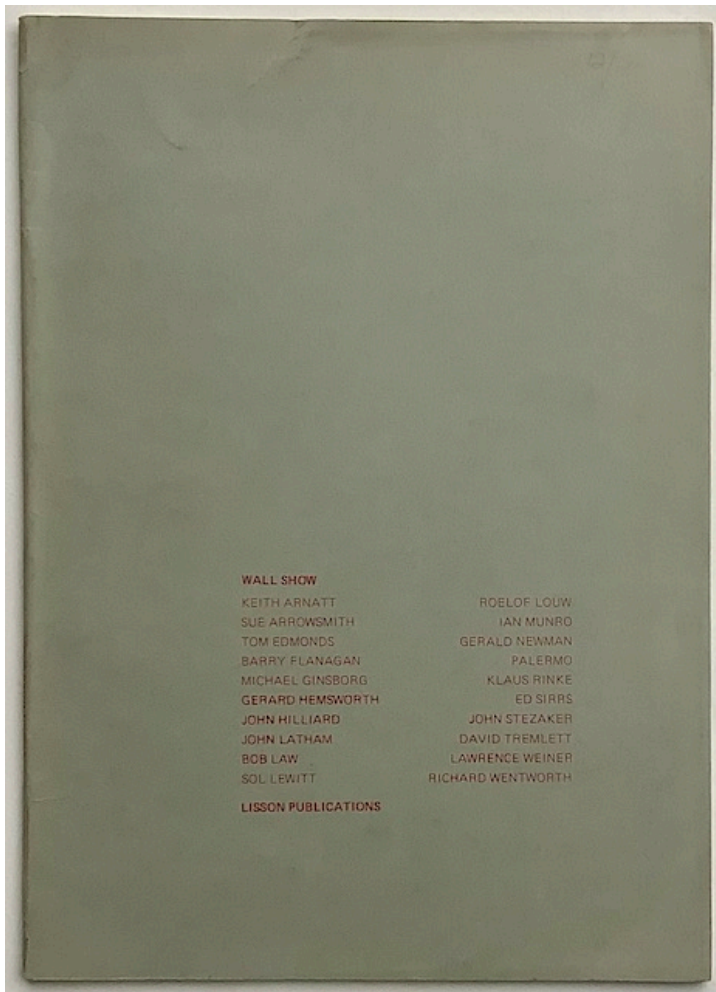 WALL SHOW
KEITH ARNATT ROELOF LOUW
SUE ARROWSMITH IAN MUNRO
TOM EDMONDS GERALD NEWMAN
BARRY FLANAGAN PALERMO
MICHAEL GINSBORG KLAUS RINKE
GERARD HEMSWORTH ED SIRRS
JOHN HILLIARD JOHN STEZAKER
JOHN LATHAM DAVID TREMLETT
BOB LAW LAWRENCE WEINER
SOL LEWITT RICHARD WENTWORTH
LISSON PUBLICATIONS